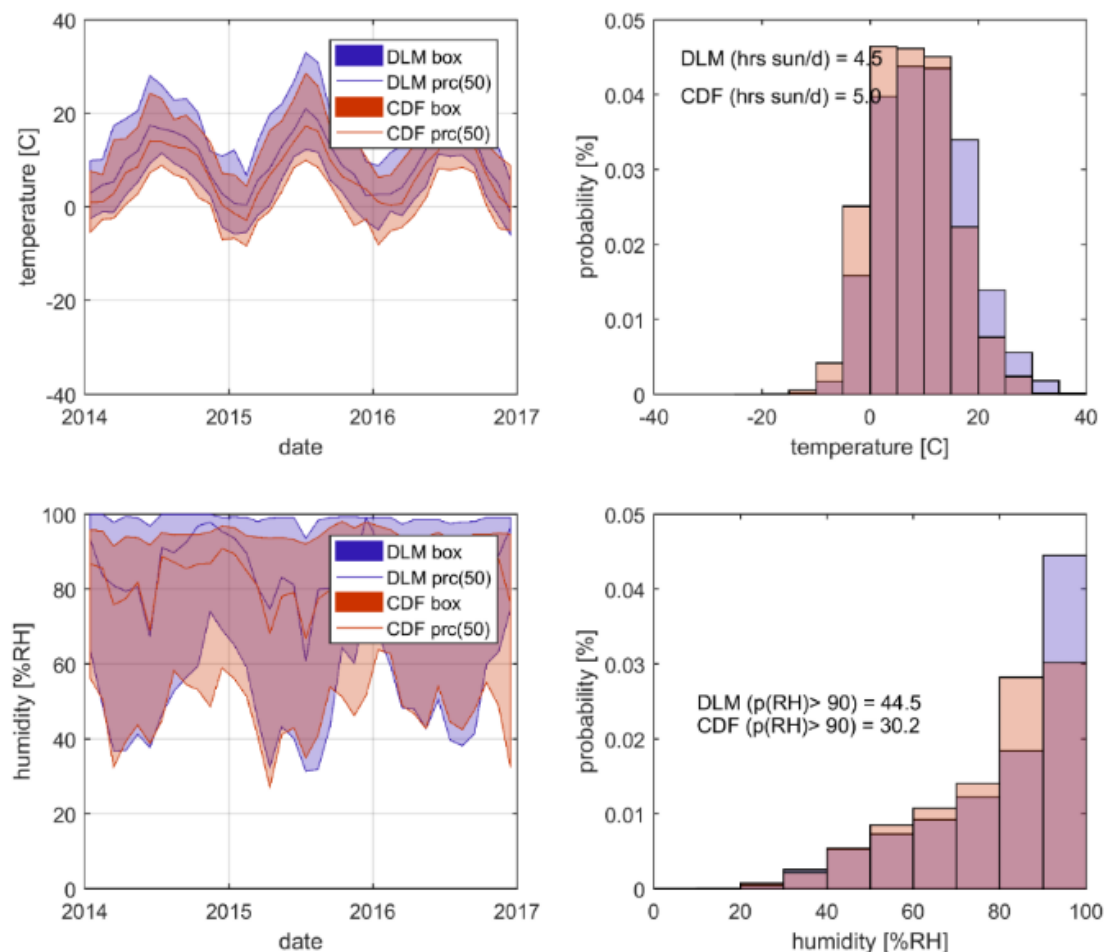 40
20
0
-20
-40
temperature [C]
2014
2015
2016
2017
date
DLM box
DLM prc(50)
CDF box
CDF prc(50)
0.05
0.04
0.03
0.02
0.01
0
probability [%]
DLM (hrs sun/d) = 4.5
CDF (hrs sun/d) = 5.0
-40
-20
0
20
40
temperature [C]
100
80
60
40
20
0
humidity [%RH]
2014
2015
2016
2017
date
DLM box
DLM prc(50)
CDF box
CDF prc(50)
0.05
0.04
0.03
0.02
0.01
0
probability [%]
DLM (p(RH)> 90) = 44.5
CDF (p(RH)> 90) = 30.2
0
20
40
60
80
100
humidity [%RH]